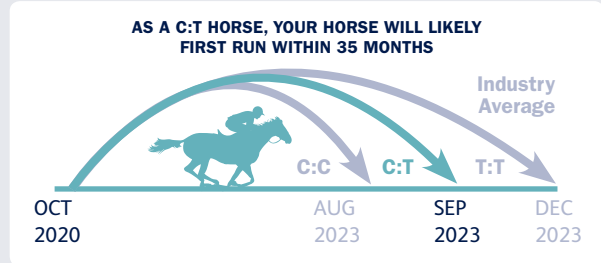 AS A C:T HORSE, YOUR HORSE WILL LIKELY
FIRST RUN WITHIN 35 MONTHS
Industry
Average
C:C
C:T
T:T
OCT
2020
AUG
2023
SEP
2023
DEC
2023